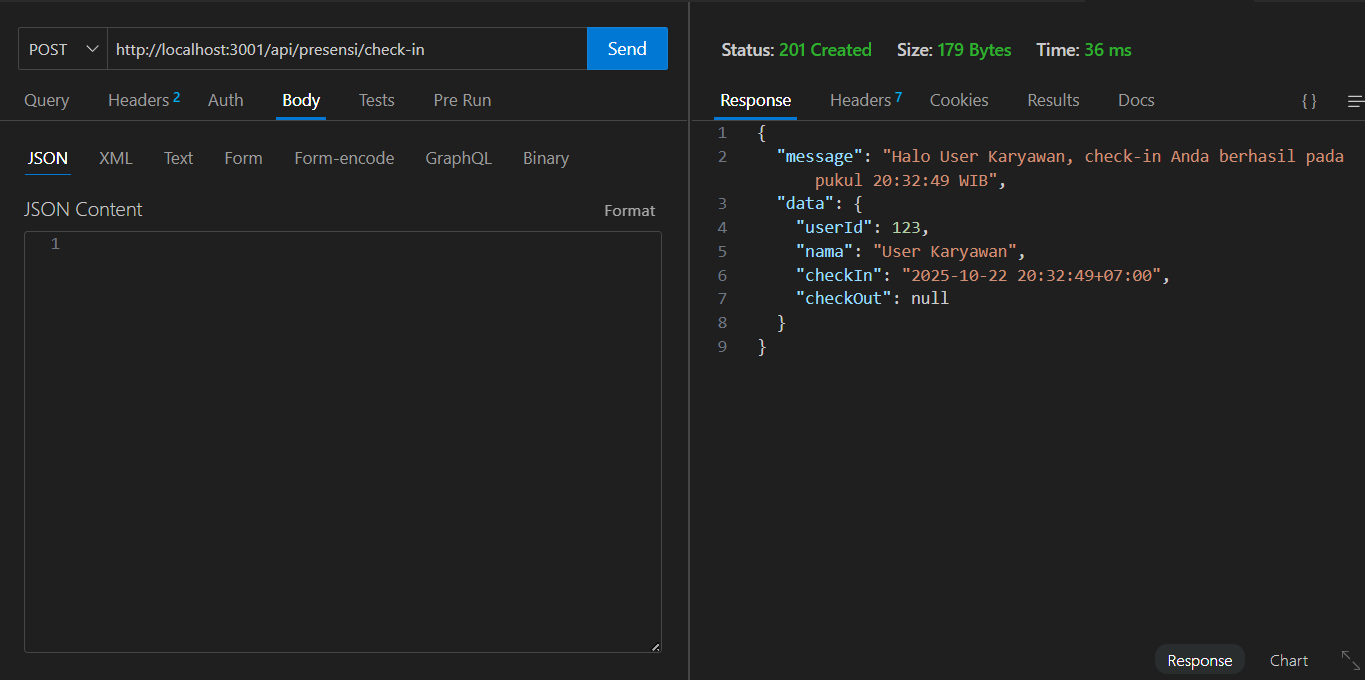 POST http://localhost:3001/api/presensi/check-in Send
Query Headers 2 Auth Body Tests Pre Run
JSON XML Text Form Form-encode GraphQL Binary
JSON Content Format
1
Status: 201 Created Size: 179 Bytes Time: 36 ms
Response Headers 7 Cookies Results Docs { }
1 {
2 "message": "Halo User Karyawan, check-in Anda berhasil pada
pukul 20:32:49 WIB",
3 "data": {
4 "userId": 123,
5 "nama": "User Karyawan",
6 "checkIn": "2025-10-22 20:32:49+07:00",
7 "checkOut": null
8 }
9 }
Response Chart